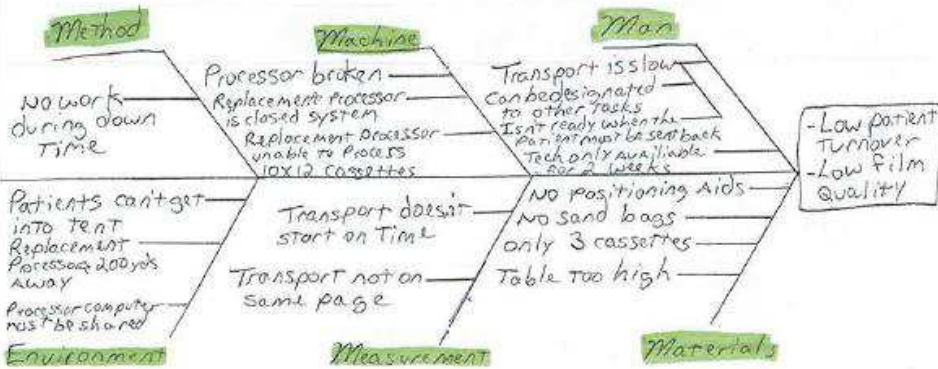 Method
No work
during down
Time
Machine
Processor broken
Replacement Processor
is closed system
Replacement Processor
unable to Process
10x12 cassettes
Man
Transport is slow
Can be designated
to other Tasks
Isn't ready when the
patient must be sent back
Tech only available
for 2 weeks
-Low patient
Turnover
-Low film
Quality
Patients can't get
into tent
Replacement
Processor 200 yds
Away
Processor computer
must be shared
Environment
Transport doesn't
start on Time
Transport not on
same page
Measurement
No Positioning Aids
No sand bags
only 3 cassettes
Table Too high
Materials